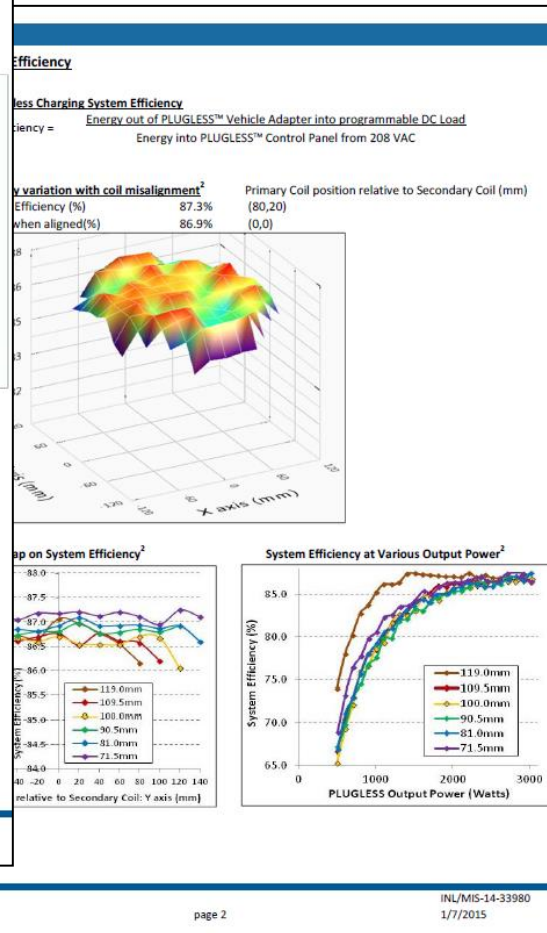 Efficiency
less Charging System Efficiency
ciency = Energy out of PLUGLESS™ Vehicle Adapter into programmable DC Load
Energy into PLUGLESS™ Control Panel from 208 VAC
y variation with coil misalignment² Primary Coil position relative to Secondary Coil (mm)
Efficiency (%) 87.3% (80,20)
when aligned(%) 86.9% (0,0)
X axis (mm)
is (mm)
ap on System Efficiency²
88.0
87.5
87.0
86.5
86.0
85.5
85.0
84.5
84.0
System Efficiency(%)
119.0mm
109.5mm
100.0mm
90.5mm
81.0mm
71.5mm
40 -20 0 20 40 60 80 100 120 140
relative to Secondary Coil: Y axis (mm)
System Efficiency at Various Output Power²
85.0
80.0
75.0
70.0
65.0
System Efficiency (%)
119.0mm
109.5mm
100.0mm
90.5mm
81.0mm
71.5mm
0 1000 2000 3000
PLUGLESS Output Power (Watts)
page 2
INL/MIS-14-33980
1/7/2015